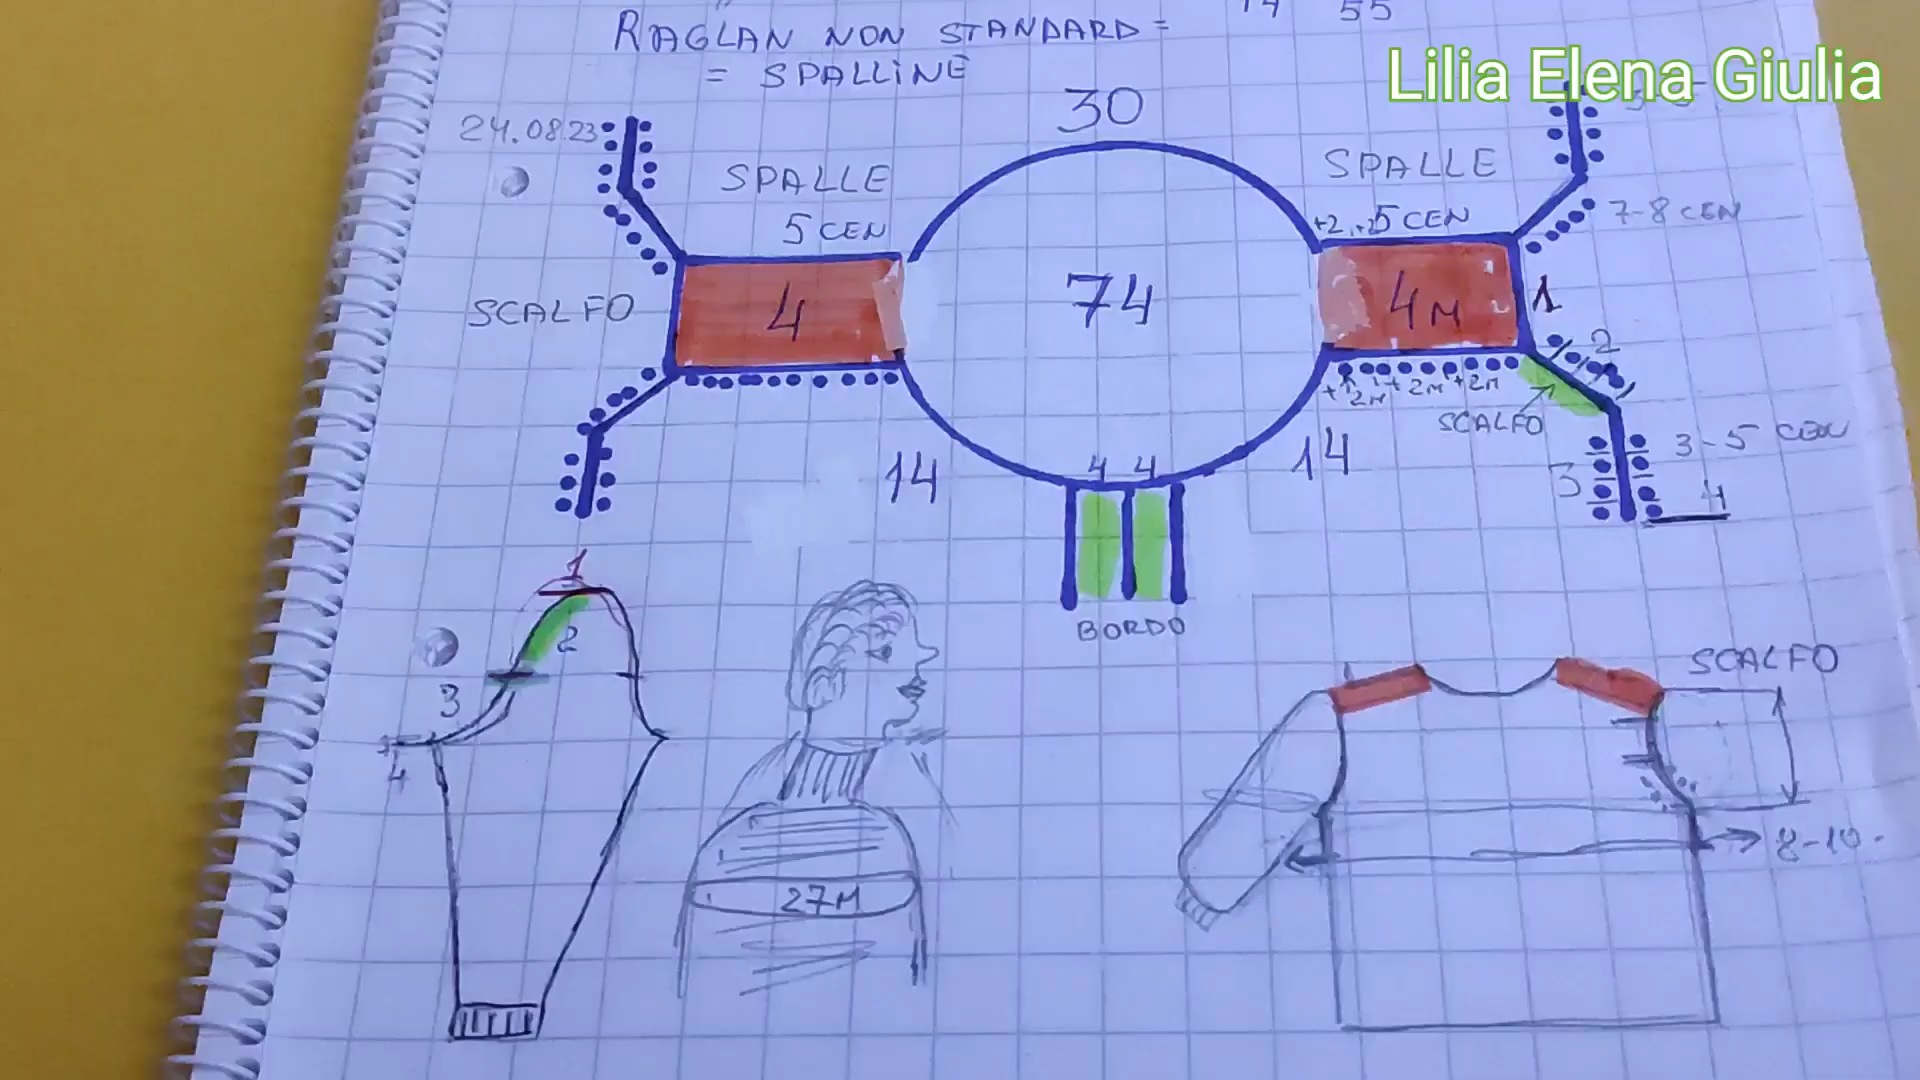 14 55
RAGLAN NON STANDARD =
= SPALLINE
Lilia Elena Giulia
30
24.08.23
SPALLE
5 CEN
SPALLE
+2,+2 5 CEN
7-8 CEN
SCALFO
4
74
4M
1
2
+2M +2M +2M
SCALFO
3-5 CEN
3
4
14
14
4 4
BORDO
1
2
3
4
27M
SCALFO
8-10